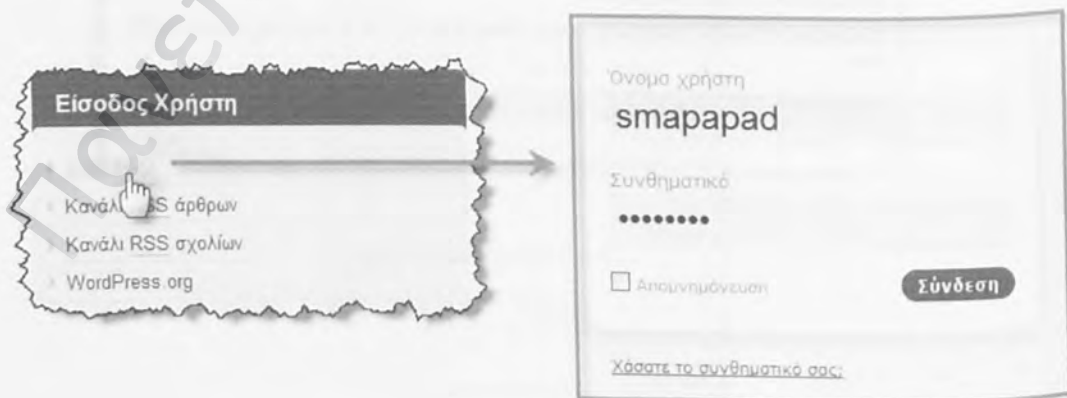 Είσοδος Χρήστη
Κανάλι RSS άρθρων
Κανάλι RSS σχολίων
WordPress.org
Όνομα χρήστη
smapapad
Συνθηματικό
••••••••
Απομνημόνευση
Σύνδεση
Χάσατε το συνθηματικό σας;